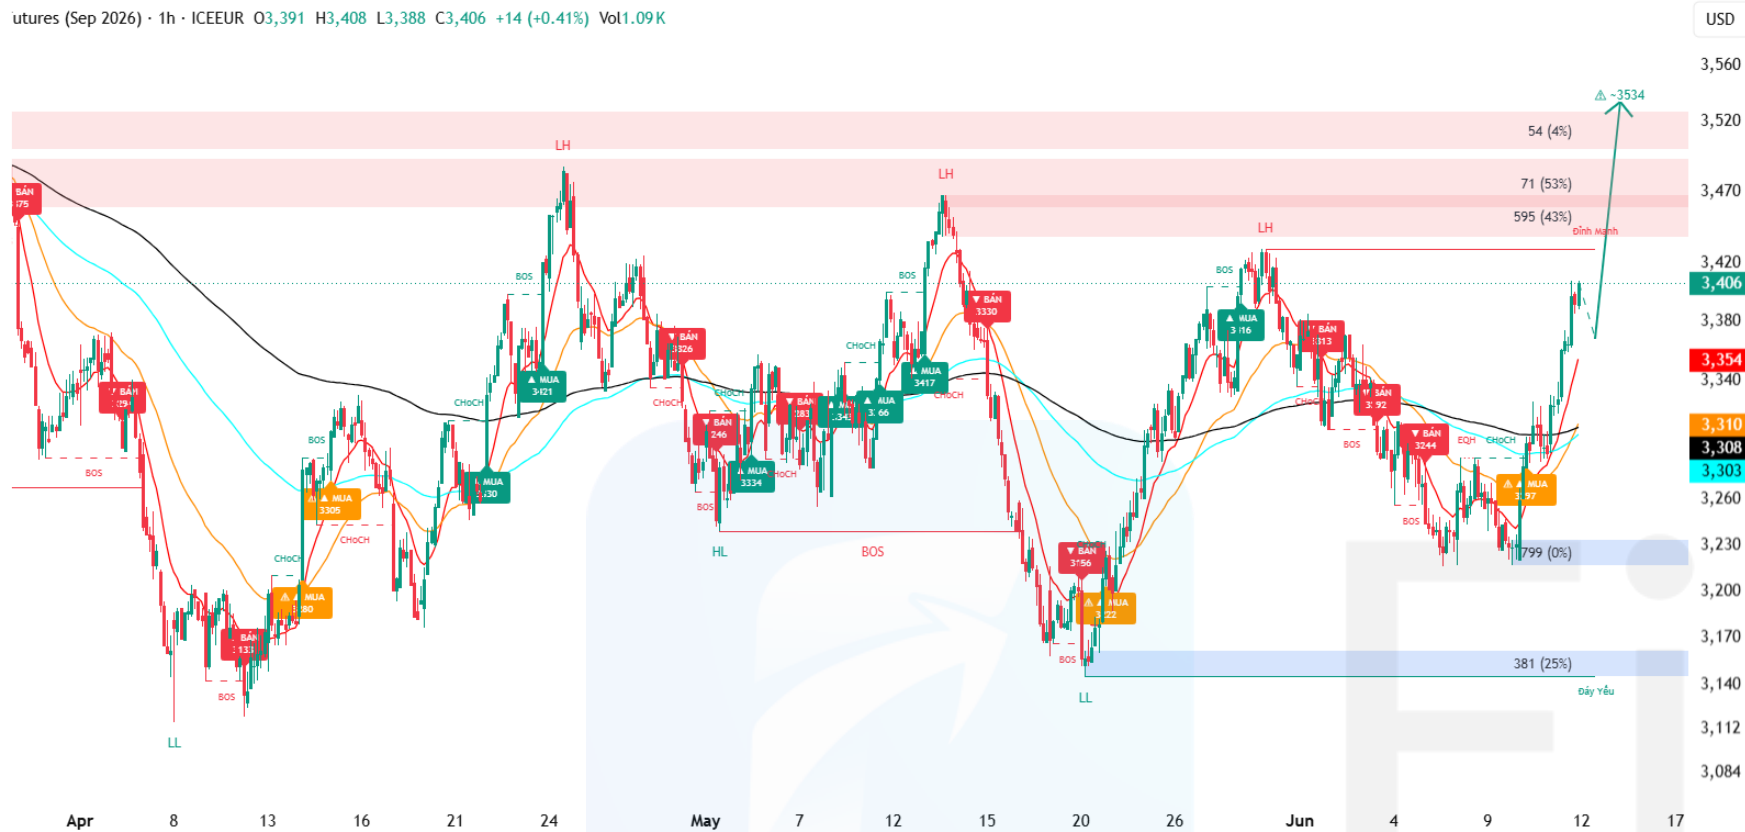 utures (Sep 2026) · 1h · ICEEUR O3,391 H3,408 L3,388 C3,406 +14 (+0.41%) Vol1.09 K
USD
3,560
⚠ ~3534
3,520
54 (4%)
LH
LH
71 (53%)
3,470
BÁN
595 (43%)
Đỉnh Mạnh
LH
3,420
BOS
BOS
BOS
3,406
▼ BÁN
3330
▲ MUA
3,380
▼ BÁN
3326
BÁN
3,354
CHoCH
3,340
▲ MUA
▲ MUA
3417
CHoCH
CHoCH
CHoCH
CHoCH
BÁN
BÁN
▲ MUA
3,310
▼ BÁN
▼ BÁN
3244
EQH
CHoCH
3,308
BOS
BOS
BOS
3,303
CHoCH
▲ MUA
3334
MUA
⚠ ▲ MUA
3,260
▲ MUA
3305
BOS
BOS
CHoCH
HL
BOS
3,230
799 (0%)
▼ BÁN
CHoCH
⚠ ▲ MUA
⚠ ▲ MUA
3,200
BÁN
3,170
BOS
381 (25%)
BOS
LL
Đáy Yếu
3,140
LL
3,112
3,084
Apr 8 13 16 21 24 May 7 12 15 20 26 Jun 4 9 12 17
Fi